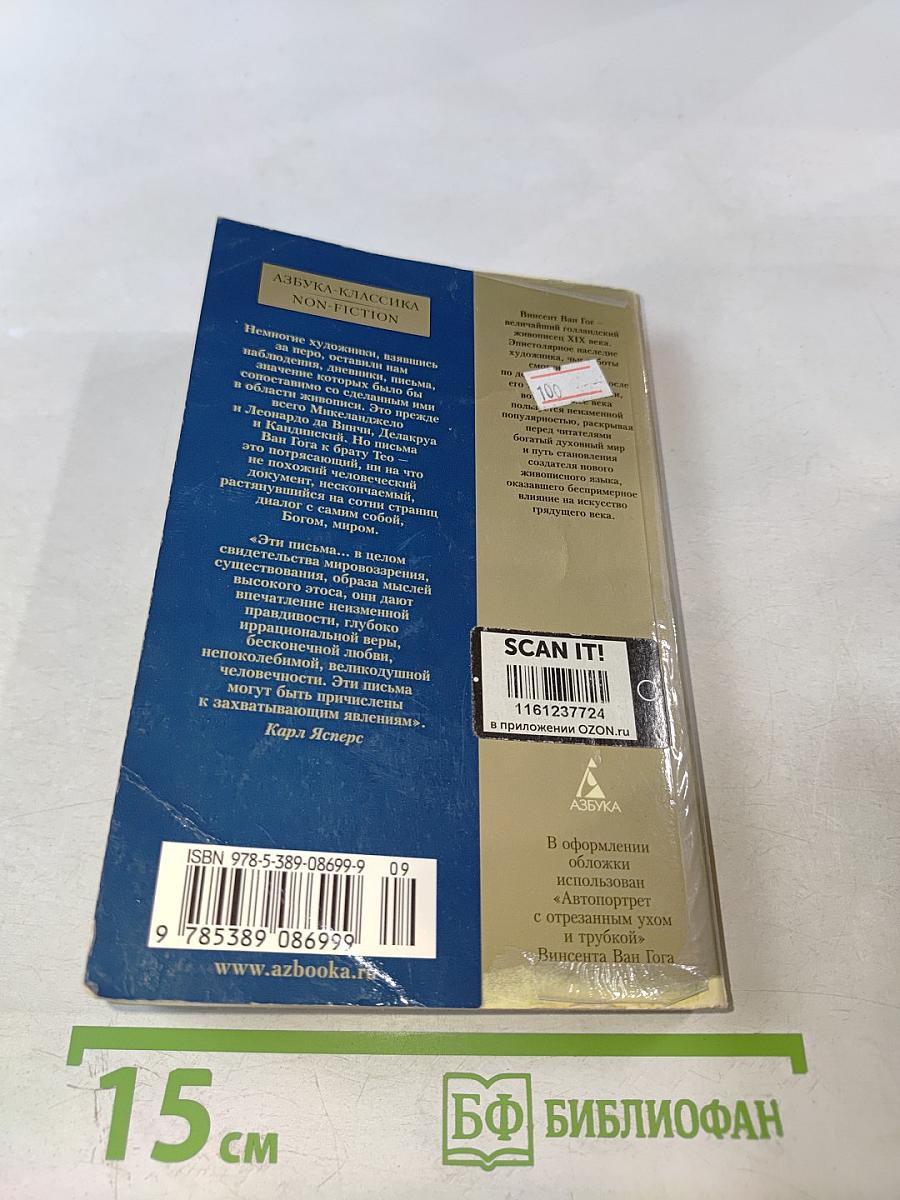 АЗБУКА-КЛАССИКА
NON-FICTION
Немногие художники, взявшись
за перо, оставили нам
наблюдения, дневники, письма,
значение которых было бы
сопоставимо со сделанным ими
в области живописи. Это прежде
всего Микеланджело
и Леонардо да Винчи, Делакруа
и Кандинский. Но письма
Ван Гога к брату Тео –
это потрясающий, ни на что
не похожий человеческий
документ, нескончаемый,
растянувшийся на сотни страниц
диалог с самим собой,
Богом, миром.
«Эти письма... в целом
свидетельства мировоззрения,
существования, образа мыслей
высокого этоса, они дают
впечатление неизменной
правдивости, глубоко
иррациональной веры,
бесконечной любви,
непоколебимой, великодушной
человечности. Эти письма
могут быть причислены
к захватывающим явлениям».
Карл Ясперс
ISBN 978-5-389-08699-9
09
9 785389 086999
www.azbooka.ru
Винсент Ван Гог –
величайший голландский
живописец XIX века.
Эпистолярное наследие
художника,
по
его
века
пользуется неизменной
популярностью, раскрывая
перед читателями
богатый духовный мир
и путь становления
создателя нового
живописного языка,
оказавшего беспримерное
влияние на искусство
грядущего века.
100
SCAN IT!
1161237724
в приложении OZON.ru
АЗБУКА
В оформлении
обложки
использован
«Автопортрет
с отрезанным ухом
и трубкой»
Винсента Ван Гога
15 см
БФ БИБЛИОФАН